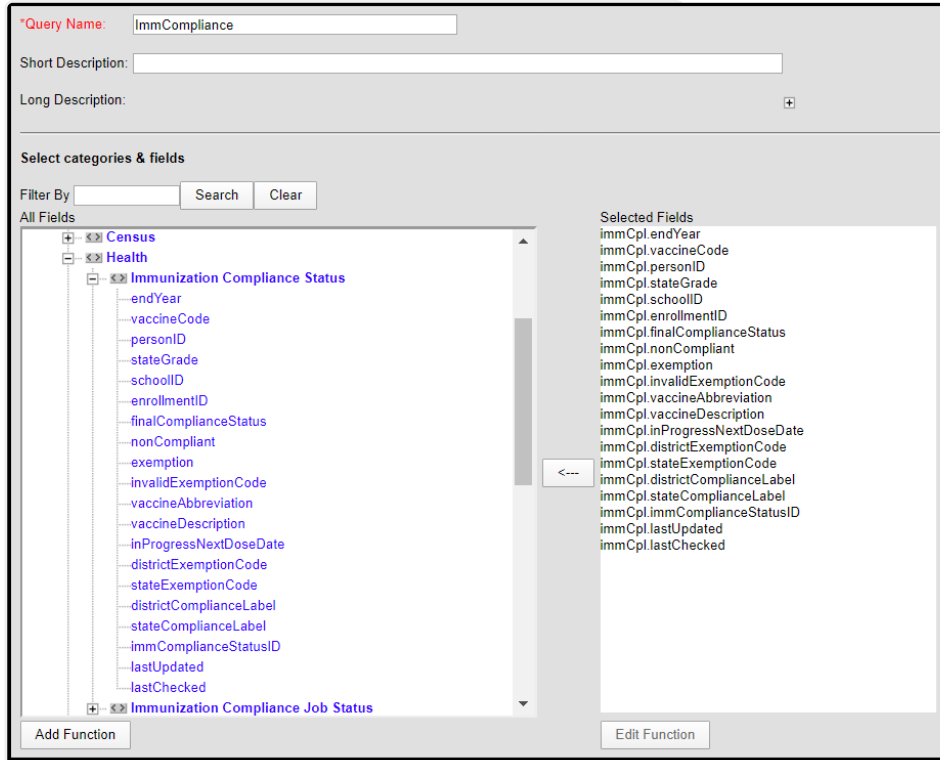 *Query Name: ImmCompliance
Short Description:
Long Description:
Select categories & fields
Filter By Search Clear
All Fields
Census
Health
Immunization Compliance Status
endYear
vaccineCode
personID
stateGrade
schoolID
enrollmentID
finalComplianceStatus
nonCompliant
exemption
invalidExemptionCode
vaccineAbbreviation
vaccineDescription
inProgressNextDoseDate
districtExemptionCode
stateExemptionCode
districtComplianceLabel
stateComplianceLabel
immComplianceStatusID
lastUpdated
lastChecked
Immunization Compliance Job Status
Add Function
<---
Selected Fields
immCpl.endYear
immCpl.vaccineCode
immCpl.personID
immCpl.stateGrade
immCpl.schoolID
immCpl.enrollmentID
immCpl.finalComplianceStatus
immCpl.nonCompliant
immCpl.exemption
immCpl.invalidExemptionCode
immCpl.vaccineAbbreviation
immCpl.vaccineDescription
immCpl.inProgressNextDoseDate
immCpl.districtExemptionCode
immCpl.stateExemptionCode
immCpl.districtComplianceLabel
immCpl.stateComplianceLabel
immCpl.immComplianceStatusID
immCpl.lastUpdated
immCpl.lastChecked
Edit Function